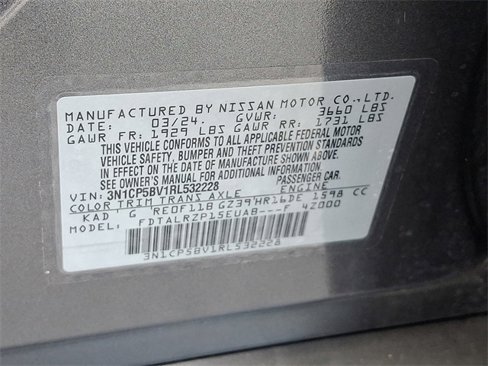 MANUFACTURED BY NISSAN MOTOR CO., LTD.
DATE: 03/24. GVWR: 3660 LBS
GAWR FR: 1929 LBS GAWR RR: 1731 LBS
THIS VEHICLE CONFORMS TO ALL APPLICABLE FEDERAL MOTOR
VEHICLE SAFETY, BUMPER AND THEFT PREVENTION STANDARDS
IN EFFECT ON THE DATE OF MANUFACTURE SHOWN ABOVE.
SEE OWNER'S MANUAL FOR ADDITIONAL INFORMATION
VIN: 3N1CP5BV1RL532228 PASSENGER CAR.
COLOR TRIM TRANS AXLE ENGINE
KAD G RE0F11B GZ39 HR16DE 1598 CC
MODEL: FDTALRZP15EUAB---F 42000
3N1CP5BV1RL532228